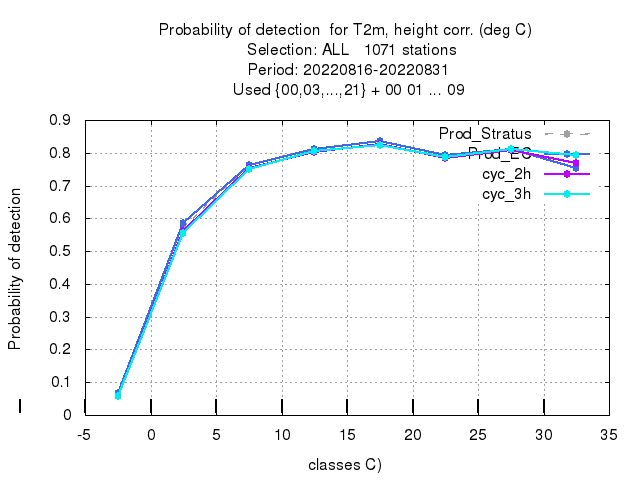 Probability of detection for T2m, height corr. (deg C)
Selection: ALL 1071 stations
Period: 20220816-20220831
Used {00,03,...,21} + 00 01 ... 09
Probability of detection
0.9
0.8
0.7
0.6
0.5
0.4
0.3
0.2
0.1
0
Prod_Stratus
Prod_EC
cyc_2h
cyc_3h
-5 0 5 10 15 20 25 30 35
classes C)